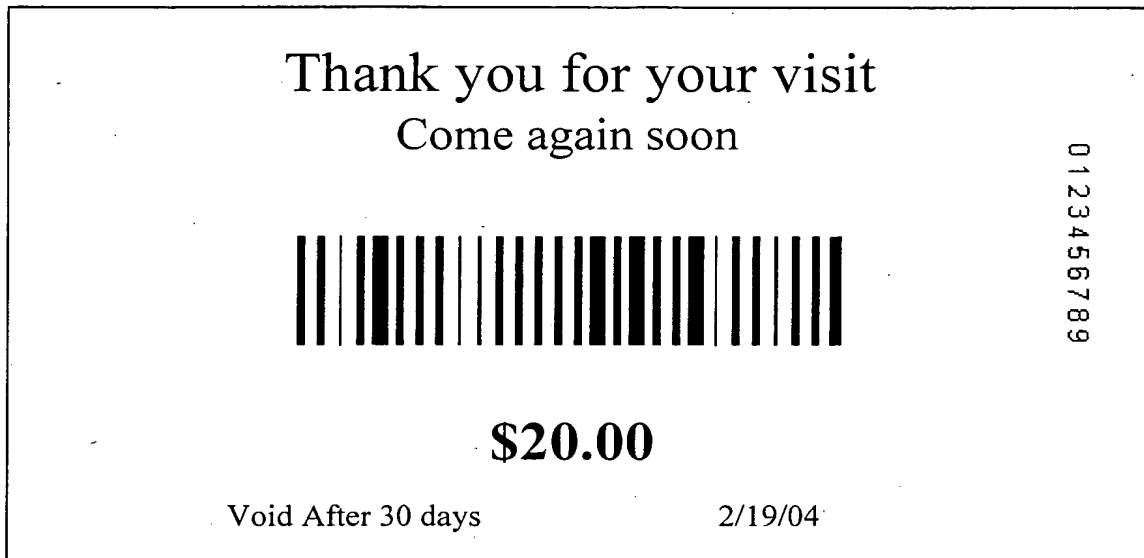 Thank you for your visit
Come again soon
0123456789
$20.00
Void After 30 days 2/19/04